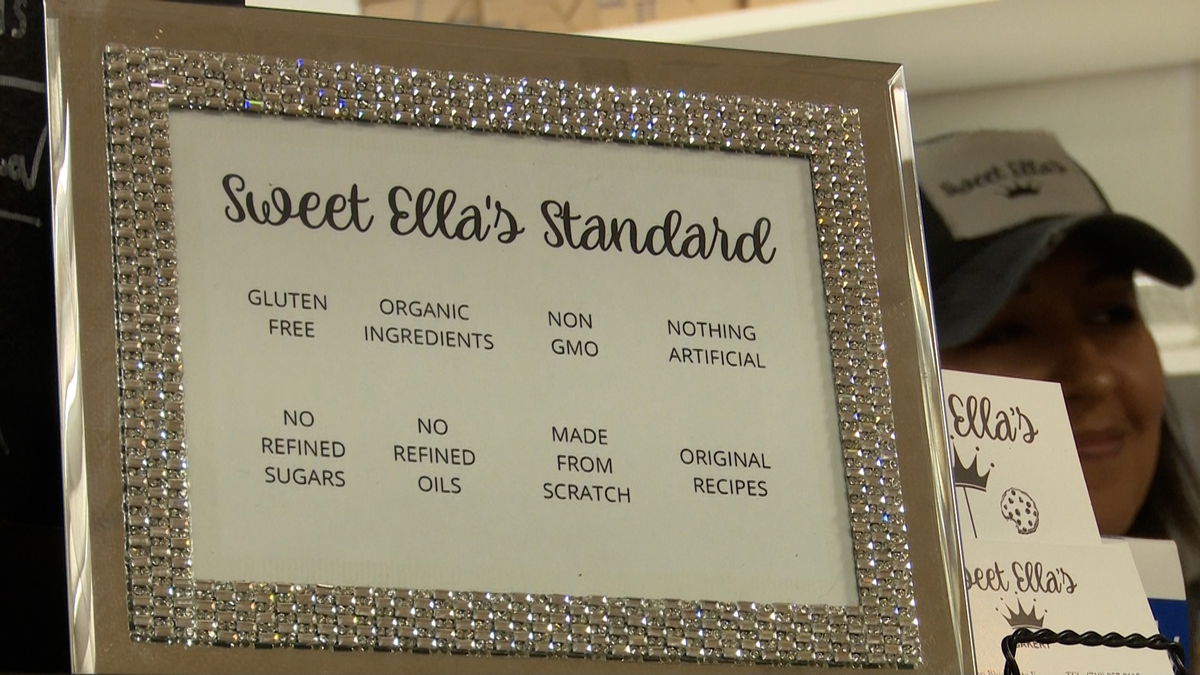 Sweet Ella's Standard
GLUTEN
FREE
ORGANIC
INGREDIENTS
NON
GMO
NOTHING
ARTIFICIAL
NO
REFINED
SUGARS
NO
REFINED
OILS
MADE
FROM
SCRATCH
ORIGINAL
RECIPES
Sweet Ella's
Ella's
eet Ella's
BAKERY